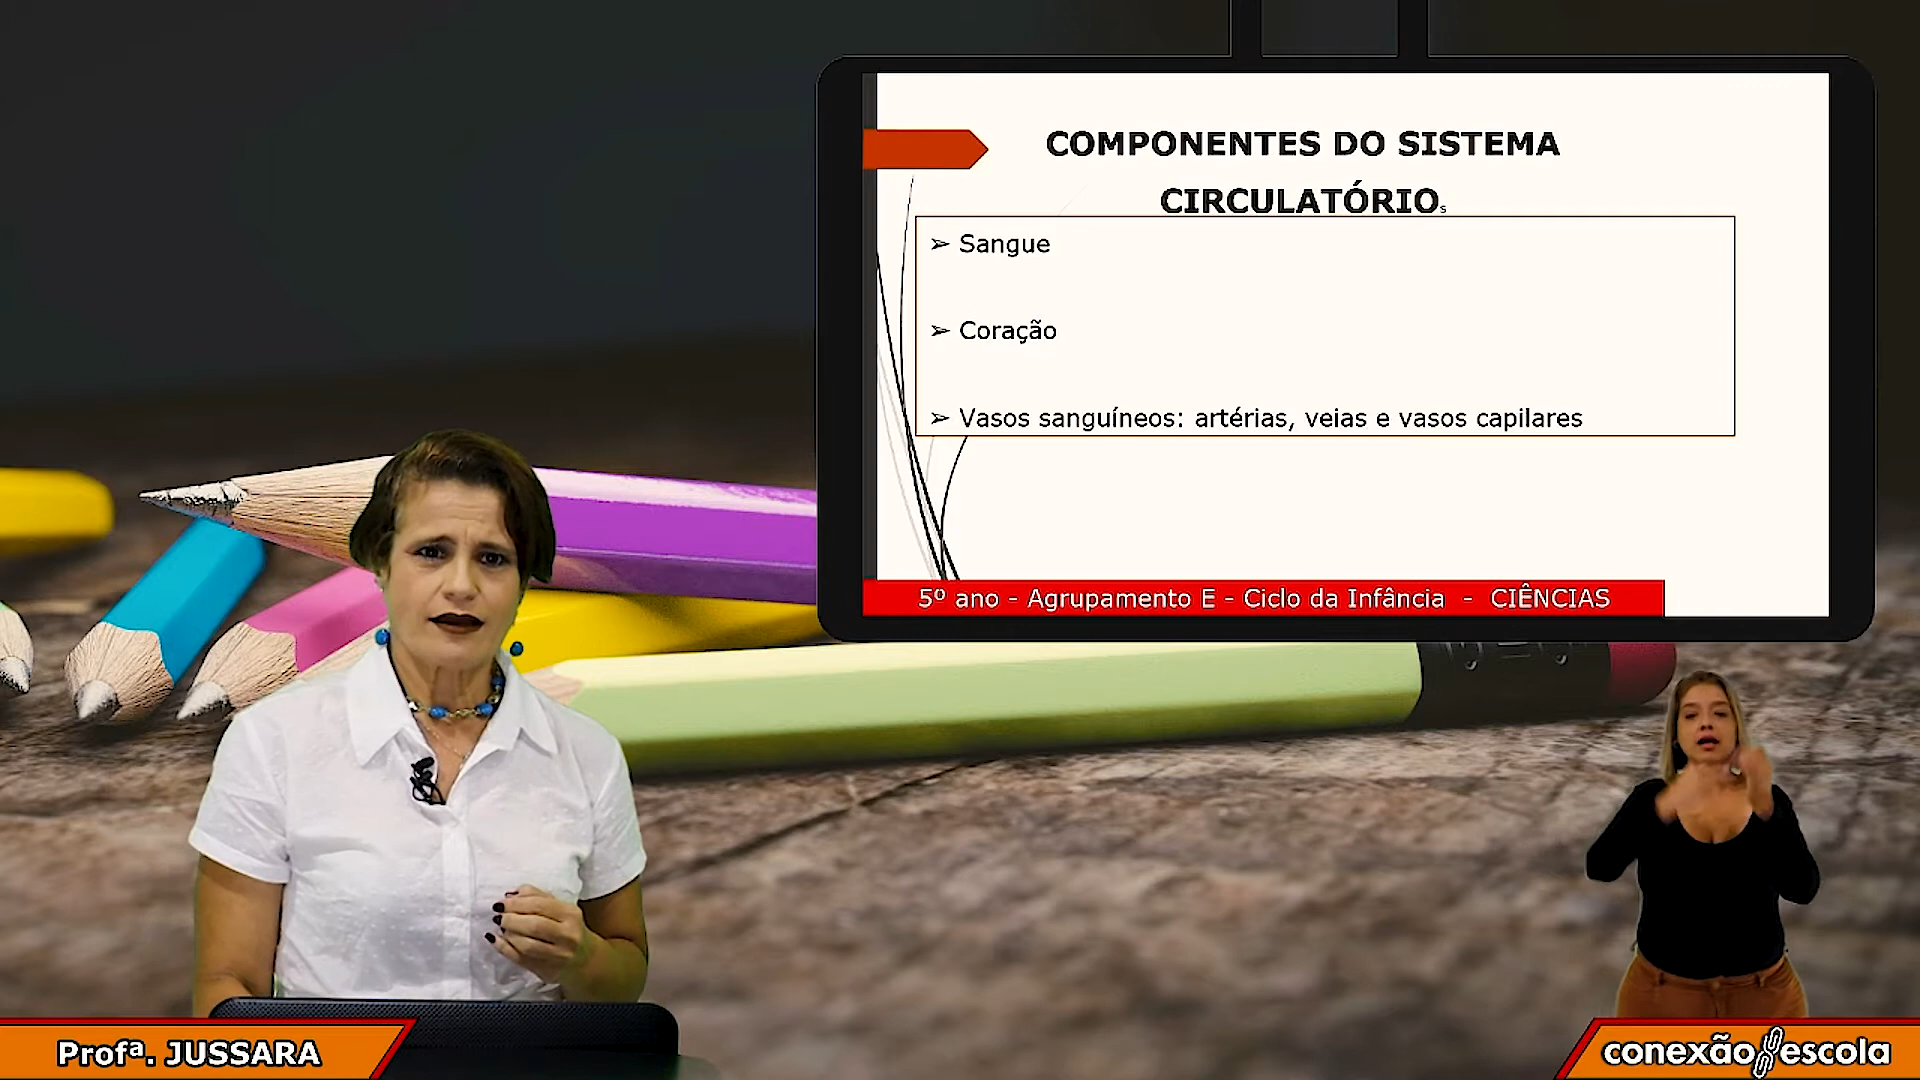 COMPONENTES DO SISTEMA
CIRCULATÓRIOs
➢ Sangue
➢ Coração
➢ Vasos sanguíneos: artérias, veias e vasos capilares
5º ano - Agrupamento E - Ciclo da Infância - CIÊNCIAS
Profª. JUSSARA
conexão escola